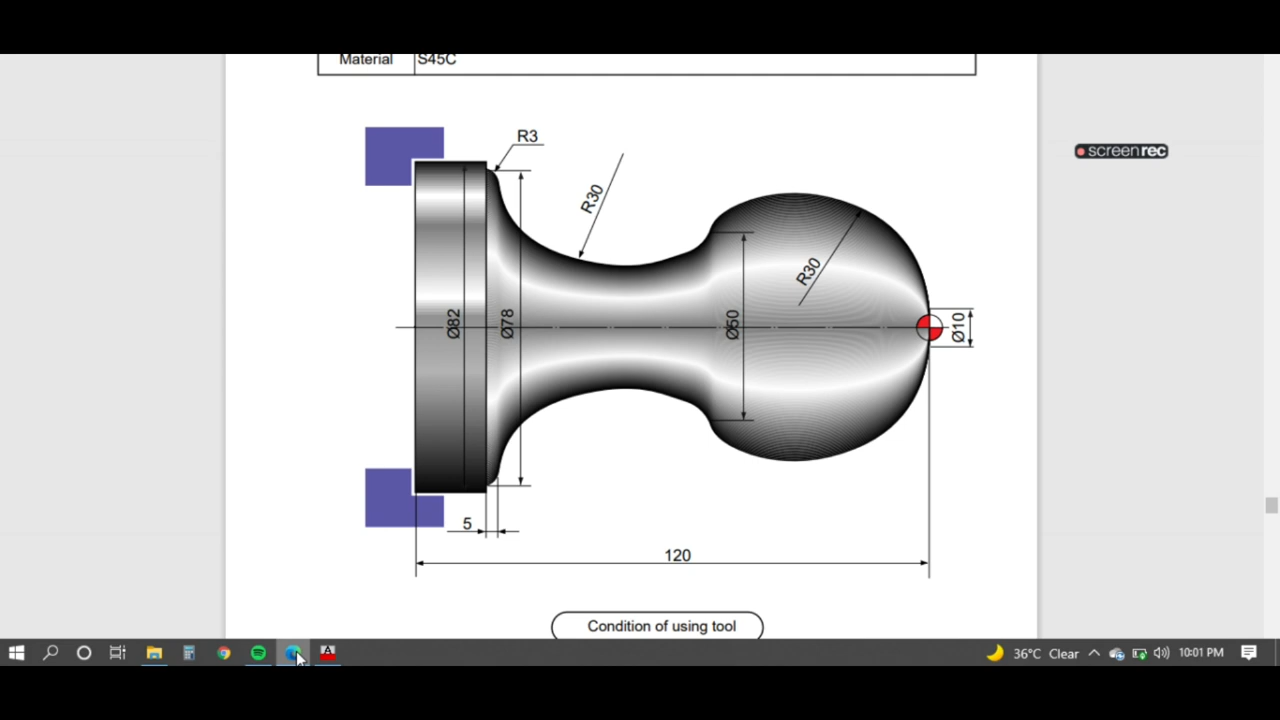 Material S45C
R3
R30
R30
Ø82
Ø78
Ø50
Ø10
5
120
Condition of using tool
screenrec
36°C Clear
10:01 PM